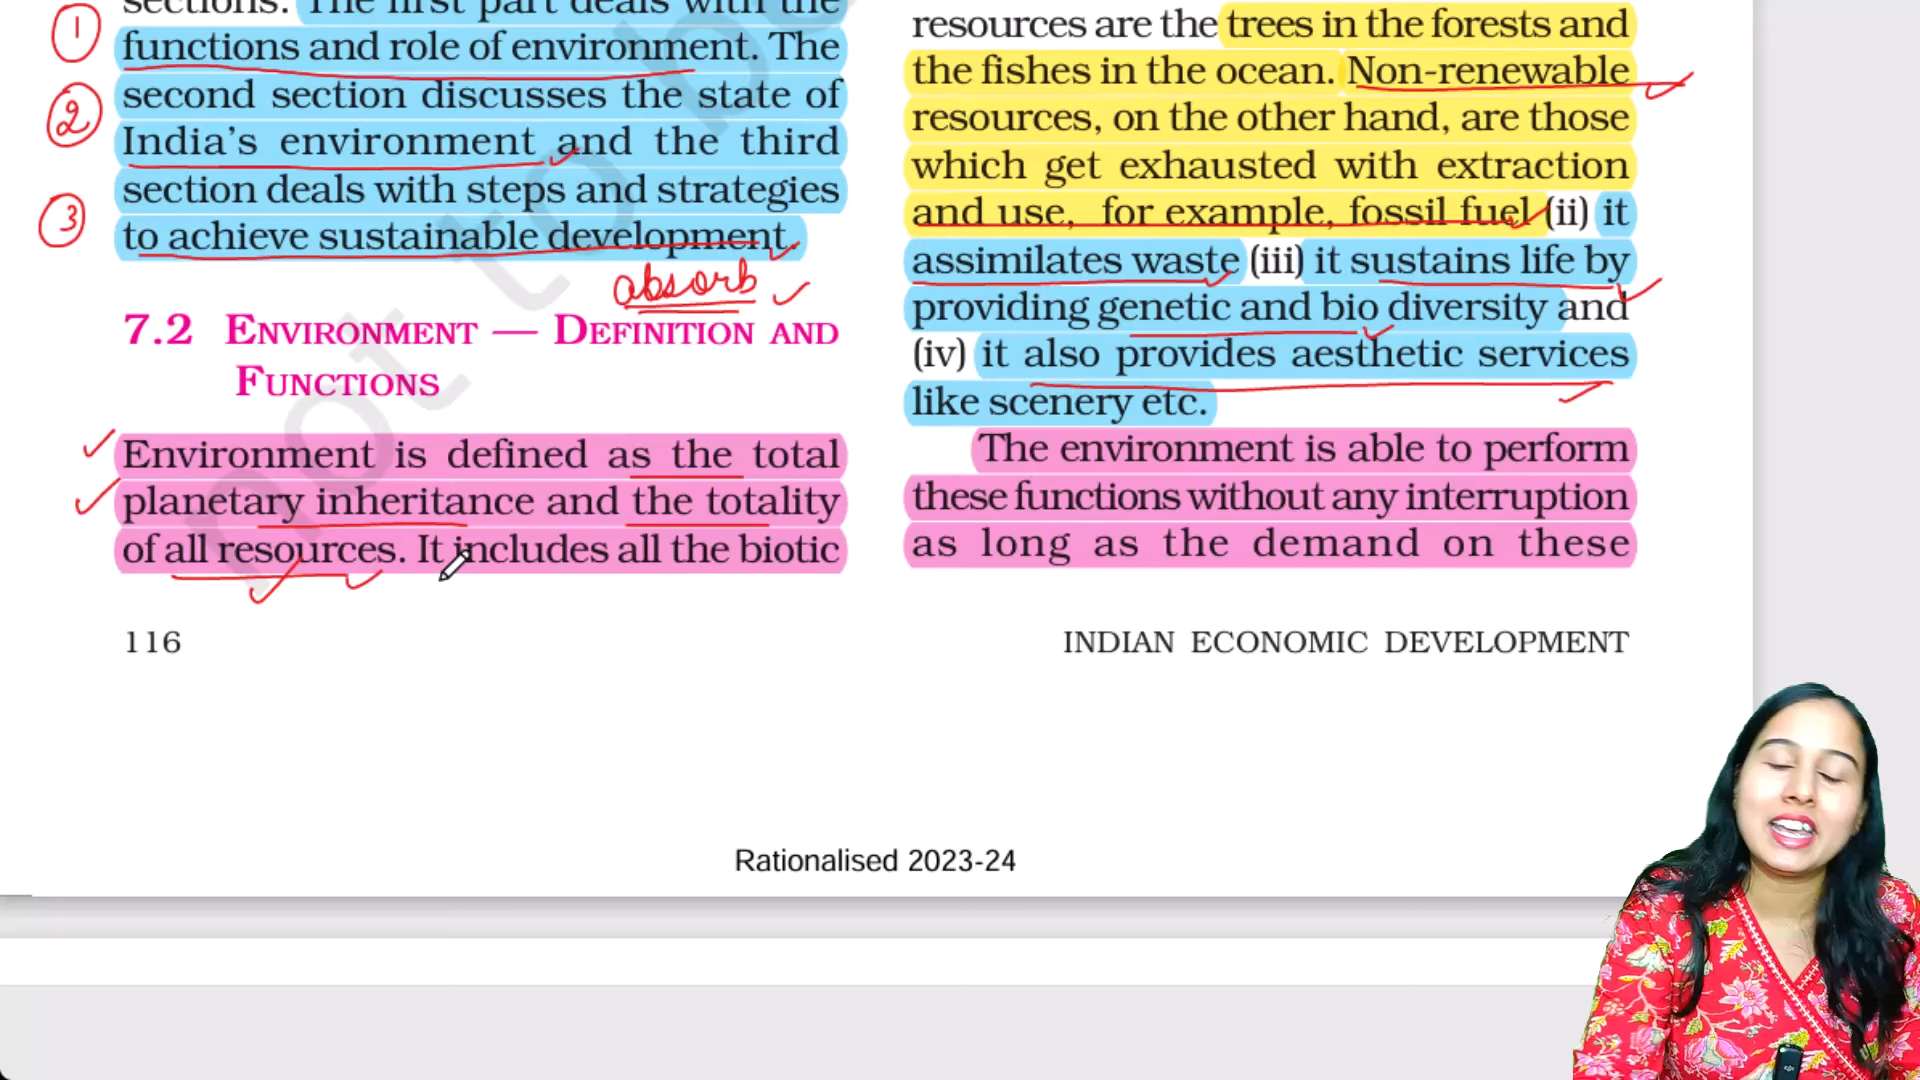 sections. The first part deals with the
functions and role of environment. The
second section discusses the state of
India's environment and the third
section deals with steps and strategies
to achieve sustainable development.
1
2
3
absorb
7.2 ENVIRONMENT — DEFINITION AND
FUNCTIONS
Environment is defined as the total
planetary inheritance and the totality
of all resources. It includes all the biotic
resources are the trees in the forests and
the fishes in the ocean. Non-renewable
resources, on the other hand, are those
which get exhausted with extraction
and use, for example, fossil fuel (ii) it
assimilates waste (iii) it sustains life by
providing genetic and bio diversity and
(iv) it also provides aesthetic services
like scenery etc.
The environment is able to perform
these functions without any interruption
as long as the demand on these
116
INDIAN ECONOMIC DEVELOPMENT
Rationalised 2023-24
not to be